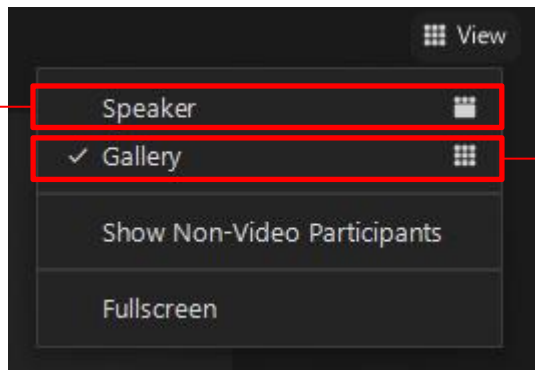 View
Speaker
Gallery
Show Non-Video Participants
Fullscreen